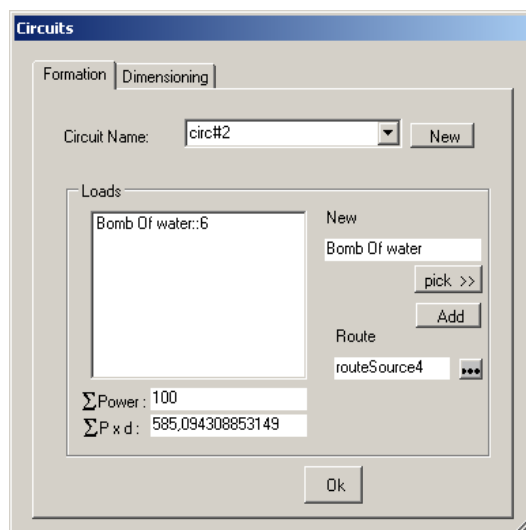 Circuits
Formation Dimensioning
Circuit Name: circ#2 New
Loads
Bomb Of water::6
New
Bomb Of water
pick >>
Add
Route
routeSource4 •••
∑Power : 100
∑P x d : 585,094308853149
Ok